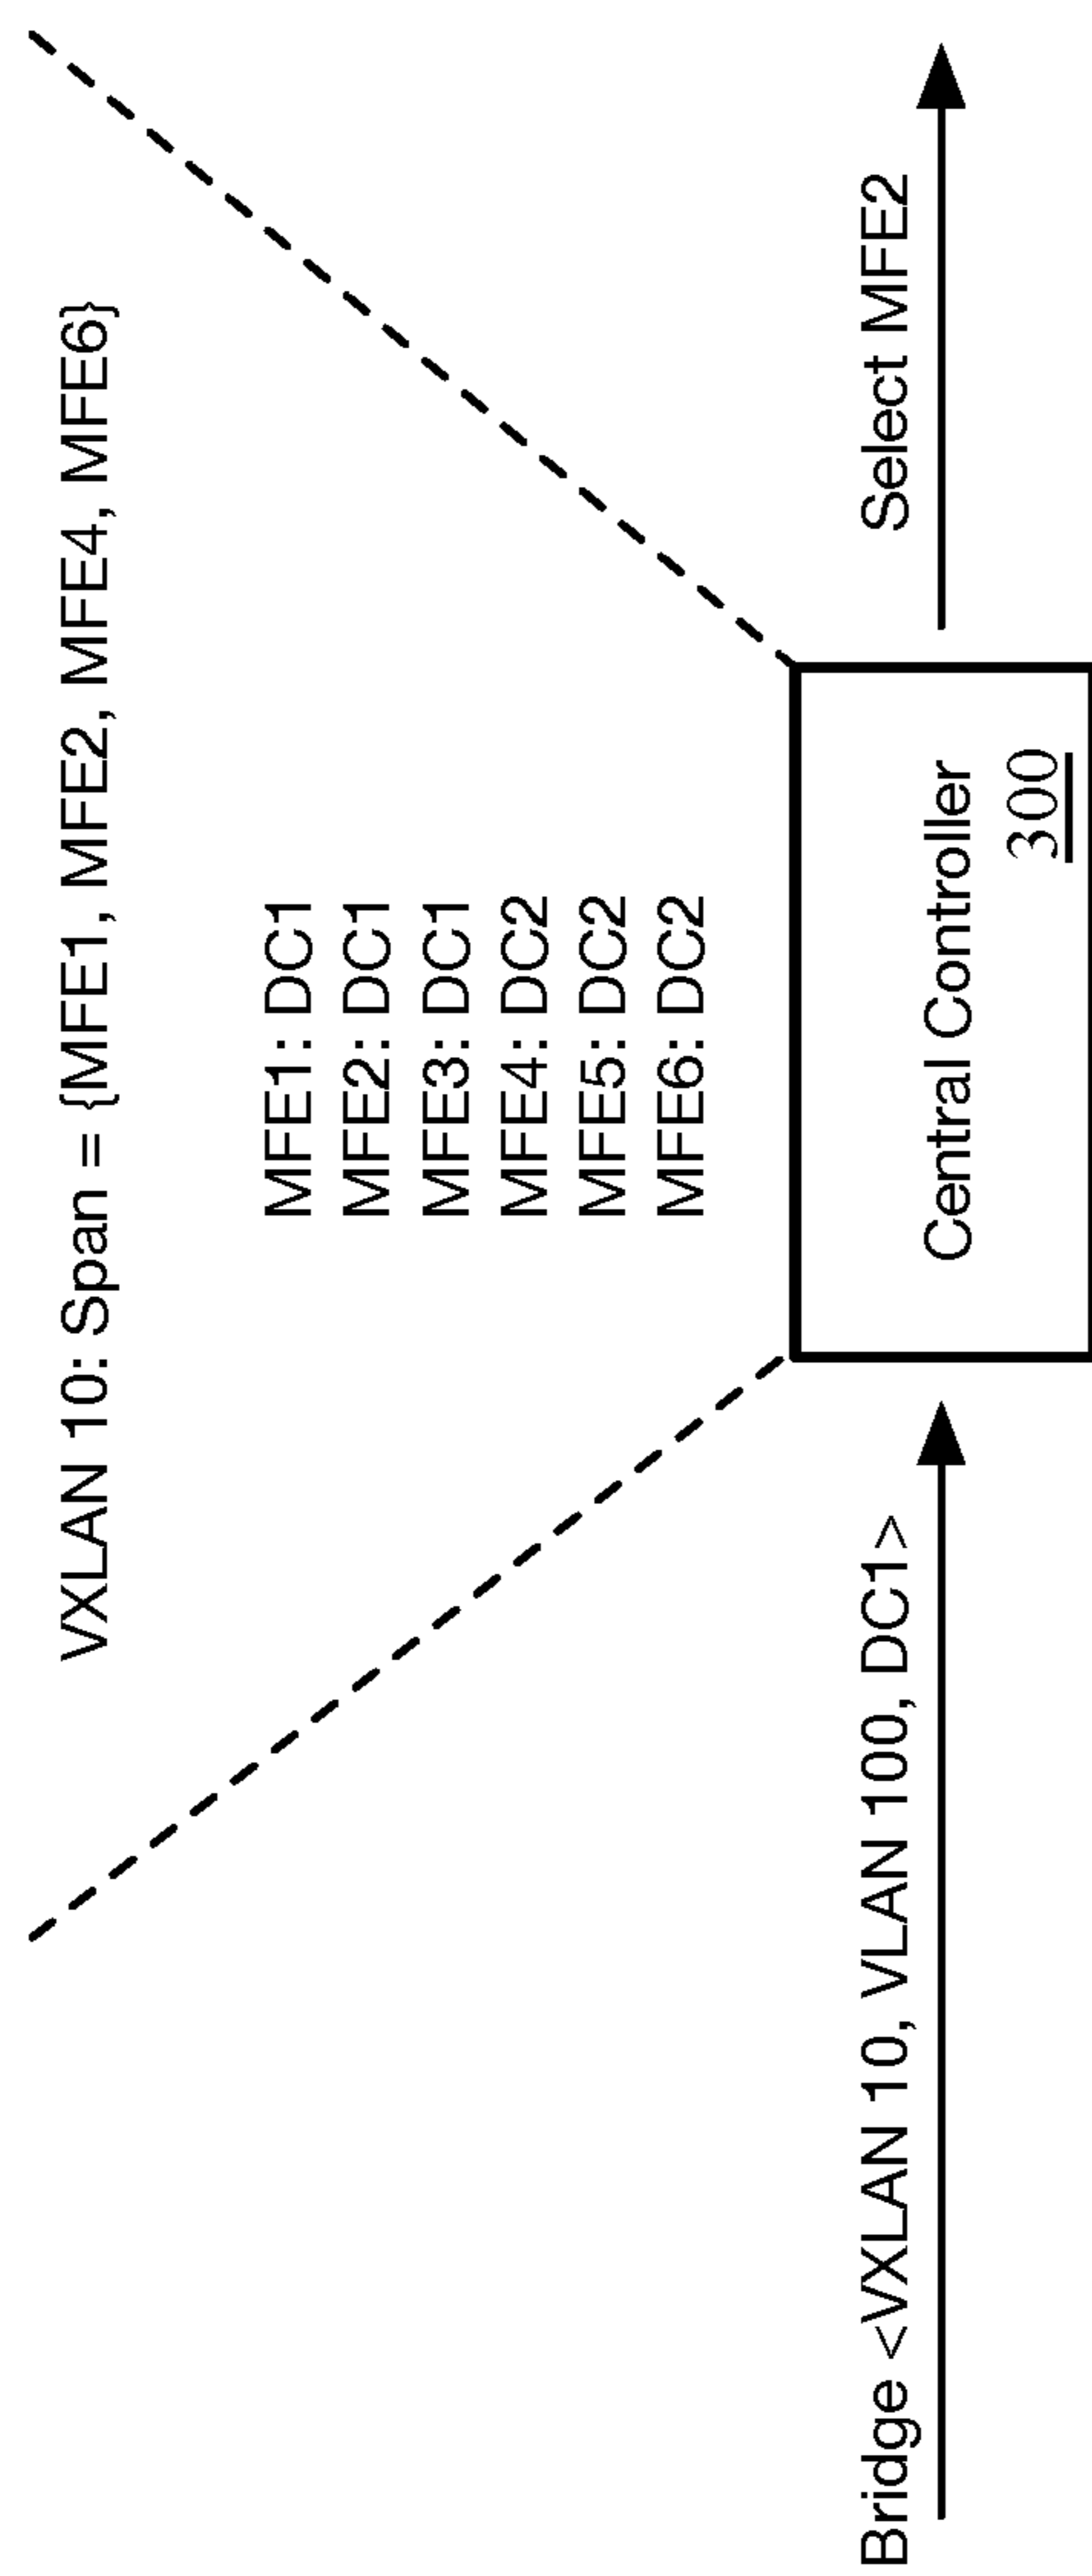 VXLAN 10: Span = {MFE1, MFE2, MFE4, MFE6}
MFE1: DC1
MFE2: DC1
MFE3: DC1
MFE4: DC2
MFE5: DC2
MFE6: DC2
Bridge <VXLAN 10, VLAN 100, DC1>
Central Controller
300
Select MFE2